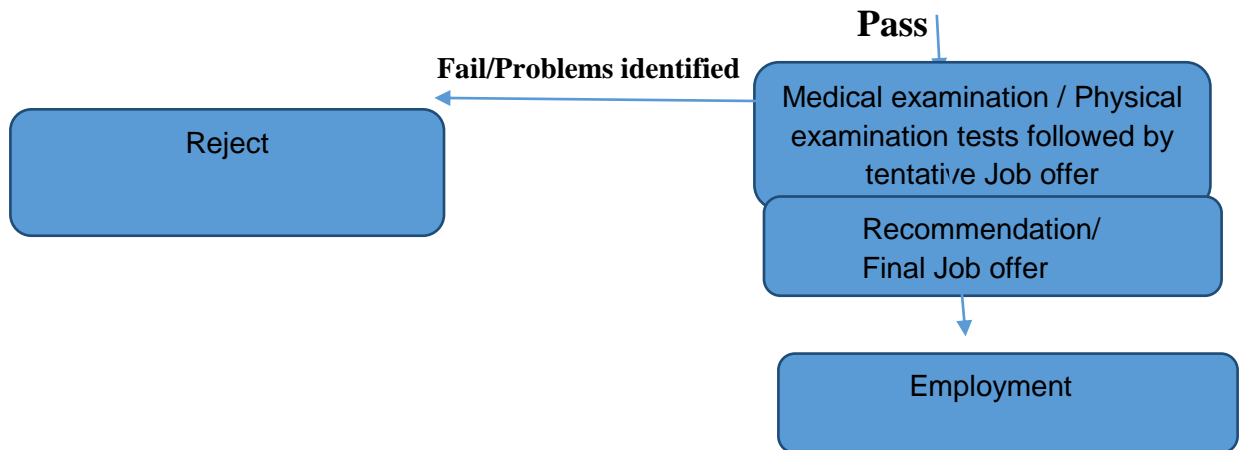 Pass
Fail/Problems identified
Medical examination / Physical
examination tests followed by
tentative Job offer
Reject
Recommendation/
Final Job offer
Employment